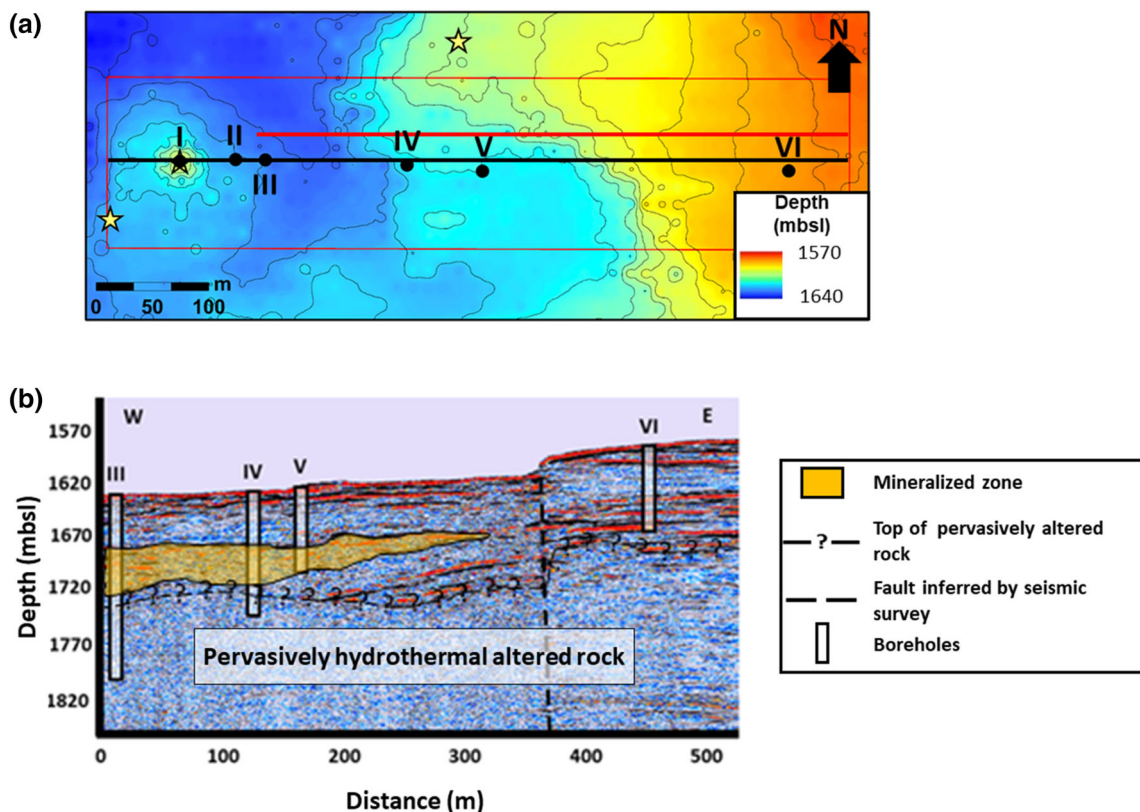 (a)
N
I
II
III
IV
V
VI
Depth
(mbsl)
1570
1640
m
0 50 100
(b)
W
E
III
IV
V
VI
1570
1620
1670
1720
1770
1820
Depth (mbsl)
? ? ? ? ? ? ? ? ? ? ? ? ? ? ? ? ? ?
Pervasively hydrothermal altered rock
0 100 200 300 400 500
Distance (m)
Mineralized zone
? Top of pervasively altered
rock
Fault inferred by seismic
survey
Boreholes